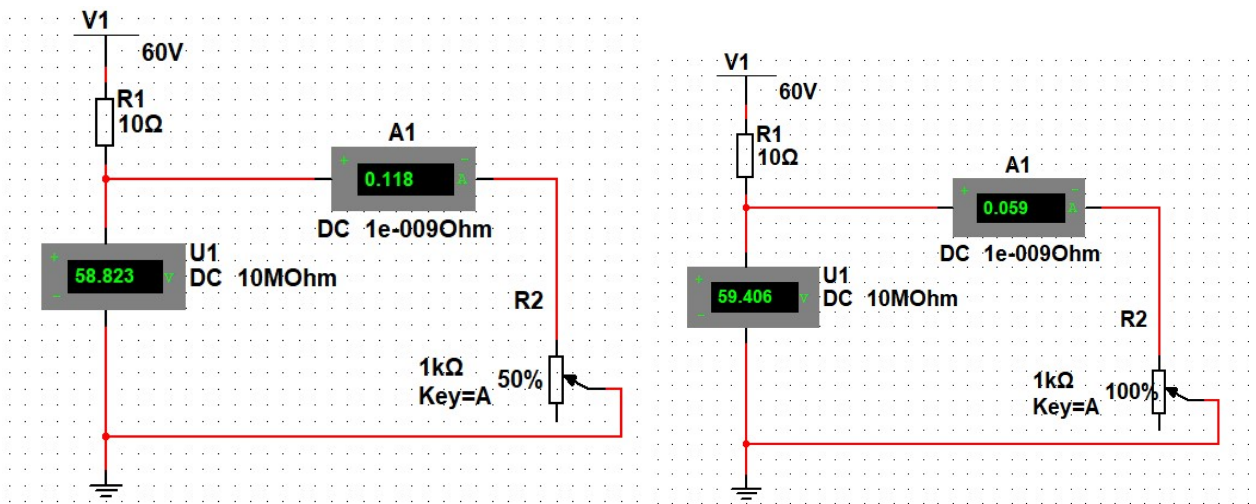 V1
60V
R1
10Ω
A1
+ -
0.118 A
DC 1e-009Ohm
U1
+
58.823 V
-
DC 10MOhm
R2
1kΩ
50%
Key=A
V1
60V
R1
10Ω
A1
+ -
0.059 A
DC 1e-009Ohm
U1
+
59.406 V
-
DC 10MOhm
R2
1kΩ
100%
Key=A